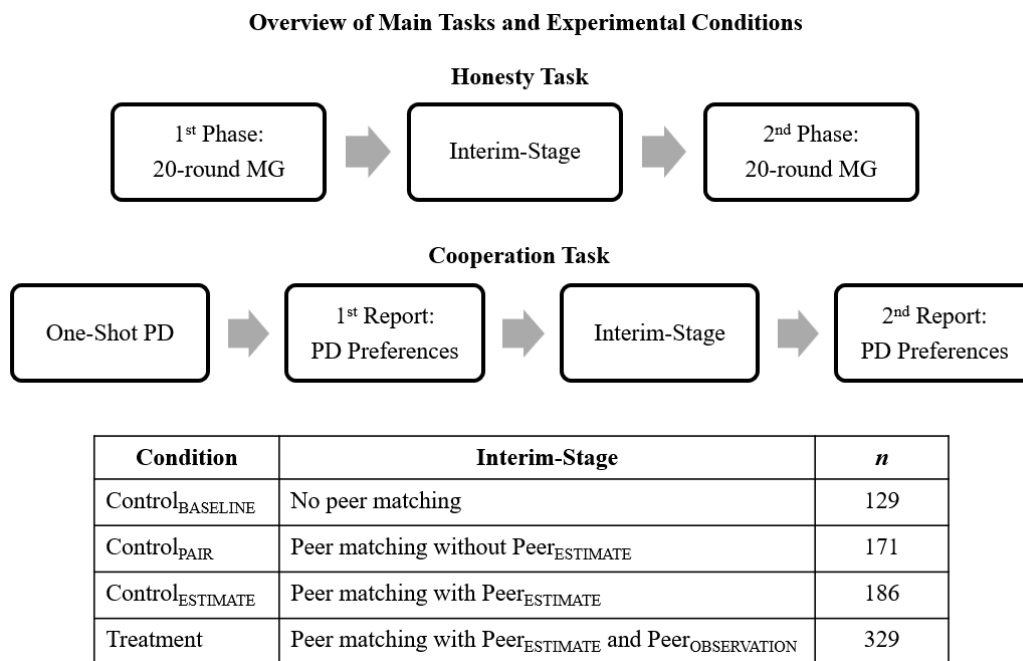 Overview of Main Tasks and Experimental Conditions
Honesty Task
1st Phase:
20-round MG
Interim-Stage
2nd Phase:
20-round MG
Cooperation Task
One-Shot PD
1st Report:
PD Preferences
Interim-Stage
2nd Report:
PD Preferences
Condition Interim-Stage n
ControlBASELINE No peer matching 129
ControlPAIR Peer matching without PeerESTIMATE 171
ControlESTIMATE Peer matching with PeerESTIMATE 186
Treatment Peer matching with PeerESTIMATE and PeerOBSERVATION 329